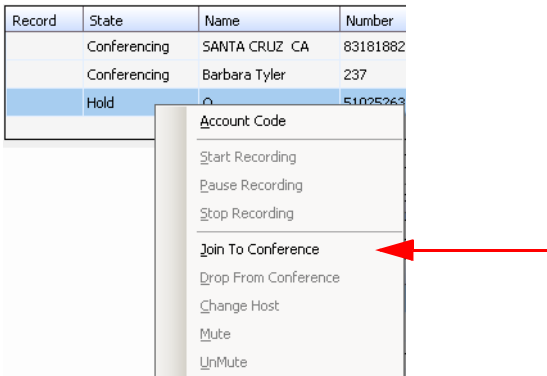 Record State Name Number
Conferencing SANTA CRUZ CA 83181882
Conferencing Barbara Tyler 237
Hold
Account Code
Start Recording
Pause Recording
Stop Recording
Join To Conference
Drop From Conference
Change Host
Mute
UnMute